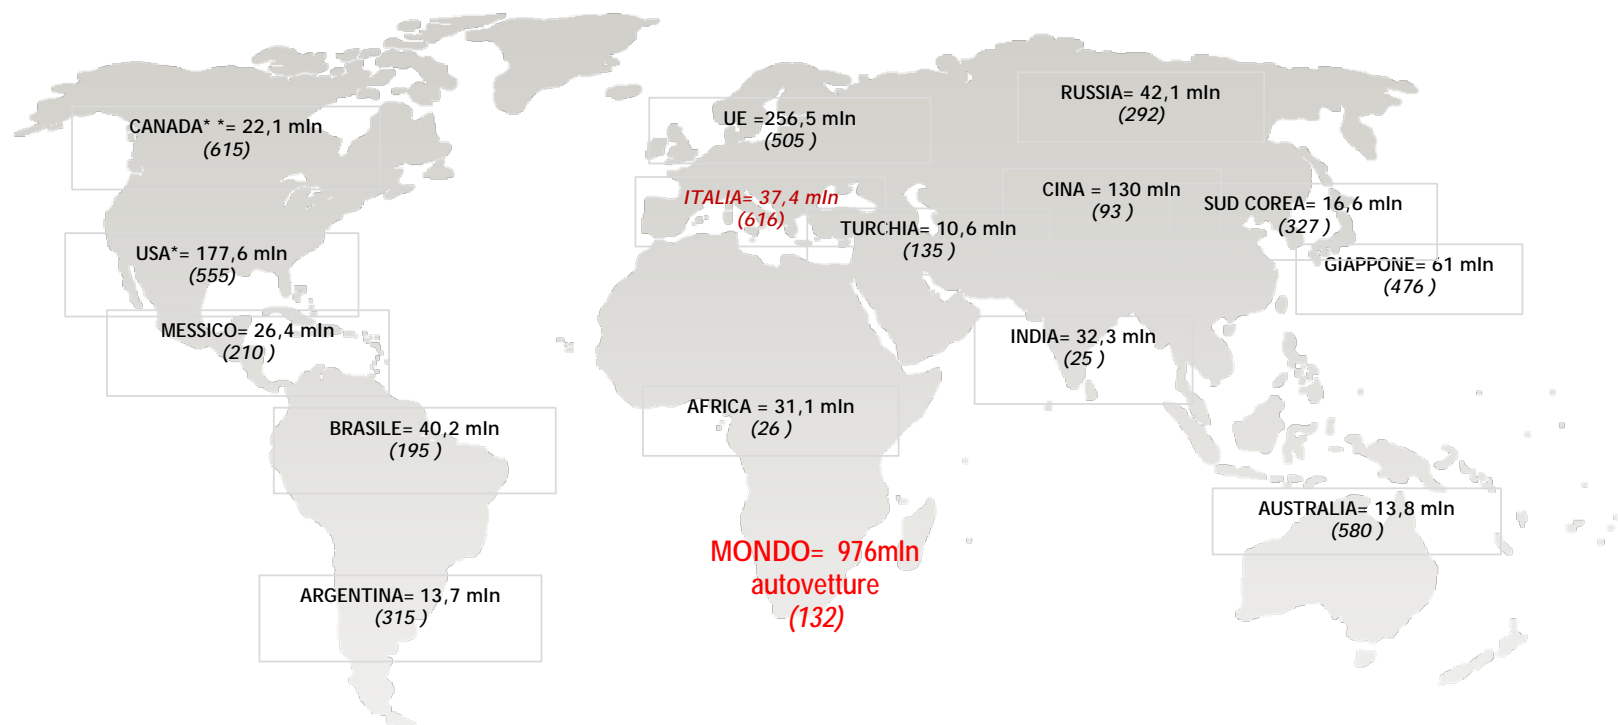 RUSSIA= 42,1 mln
(292)
CANADA* *= 22,1 mln
(615)
UE =256,5 mln
(505 )
ITALIA= 37,4 mln
(616)
CINA = 130 mln
(93 )
SUD COREA= 16,6 mln
(327 )
TURCHIA= 10,6 mln
(135 )
USA*= 177,6 mln
(555)
GIAPPONE= 61 mln
(476 )
MESSICO= 26,4 mln
(210 )
INDIA= 32,3 mln
(25 )
AFRICA = 31,1 mln
(26 )
BRASILE= 40,2 mln
(195 )
AUSTRALIA= 13,8 mln
(580 )
MONDO= 976mln
autovetture
(132)
ARGENTINA= 13,7 mln
(315 )